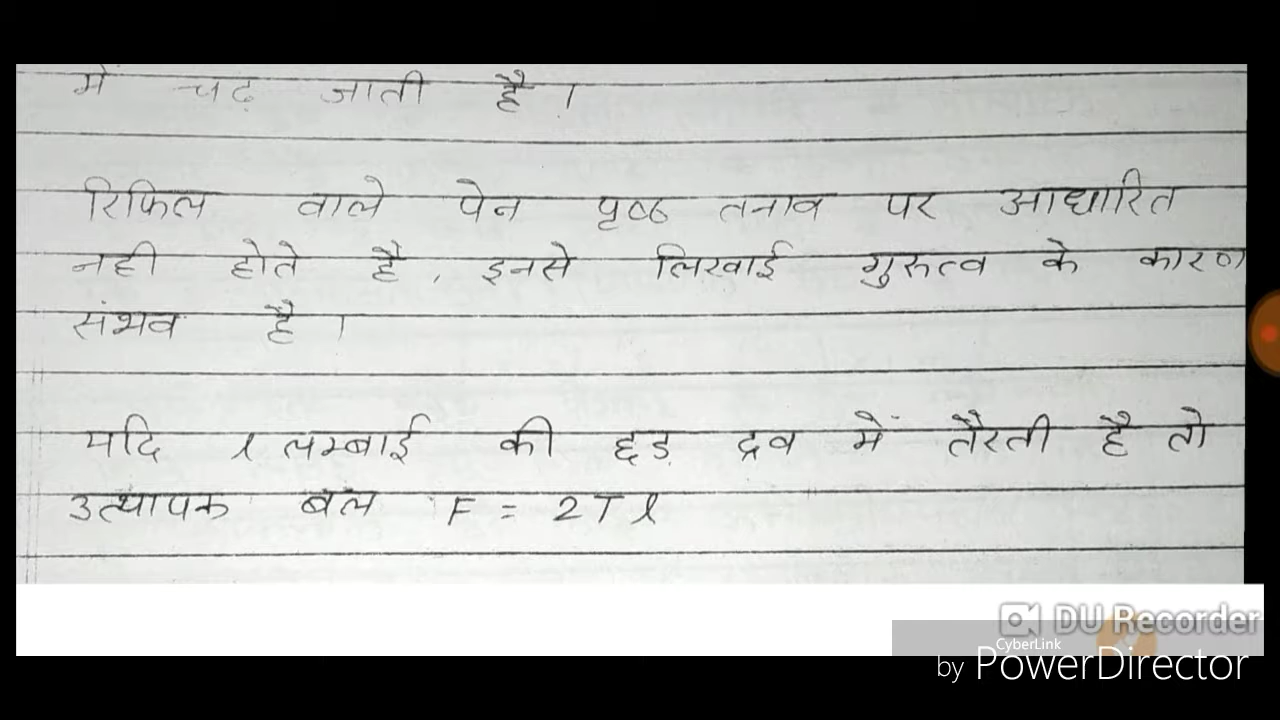 में चढ़ जाती है ।
रिफिल वाले पेन पृष्ठ तनाव पर आधारित
नही होते है , इनसे लिखाई गुरुत्व के कारण
संभव है ।
यदि l लम्बाई की छड़ द्रव में तैरती है तो
उत्थापक बल F = 2Tl
DU Recorder
CyberLink
by PowerDirector